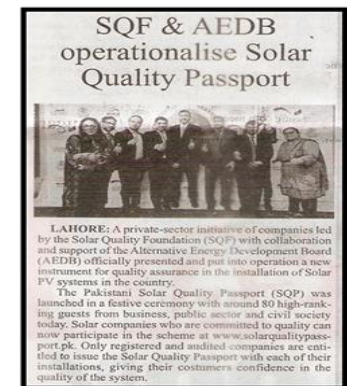 SQF & AEDB
operationalise Solar
Quality Passport
LAHORE: A private-sector initiative of companies led
by the Solar Quality Foundation (SQF) with collaboration
and support of the Alternative Energy Development Board
(AEDB) officially presented and put into operation a new
instrument for quality assurance in the installation of Solar
PV systems in the country.
The Pakistani Solar Quality Passport (SQP) was
launched in a festive ceremony with around 80 high-rank-
ing guests from business, public sector and civil society
today. Solar companies who are committed to quality can
now participate in the scheme at www.solarqualitypass-
port.pk. Only registered and audited companies are enti-
tled to issue the Solar Quality Passport with each of their
installations, giving their costumers confidence in the
quality of the system.